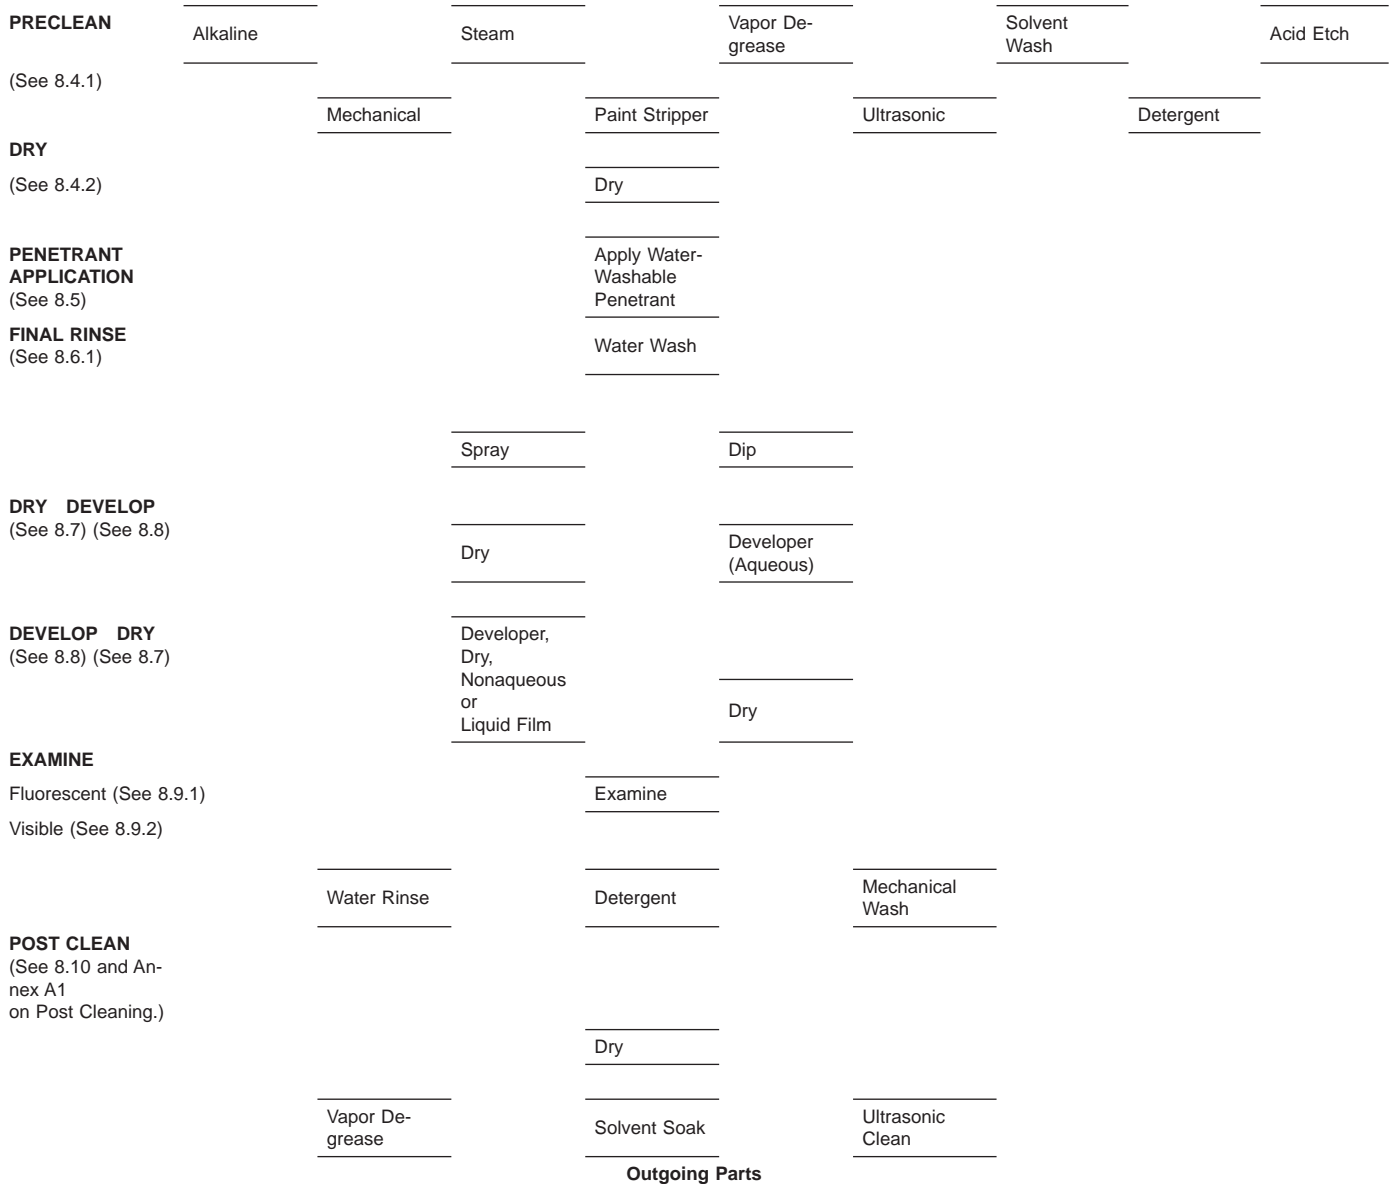 PRECLEAN
Alkaline
Steam
Vapor De-
grease
Solvent
Wash
Acid Etch
(See 8.4.1)
Mechanical
Paint Stripper
Ultrasonic
Detergent
DRY
(See 8.4.2)
Dry
PENETRANT
APPLICATION
(See 8.5)
Apply Water-
Washable
Penetrant
FINAL RINSE
(See 8.6.1)
Water Wash
Spray
Dip
DRY DEVELOP
(See 8.7) (See 8.8)
Dry
Developer
(Aqueous)
DEVELOP DRY
(See 8.8) (See 8.7)
Developer,
Dry,
Nonaqueous
or
Liquid Film
Dry
EXAMINE
Fluorescent (See 8.9.1)
Examine
Visible (See 8.9.2)
Water Rinse
Detergent
Mechanical
Wash
POST CLEAN
(See 8.10 and An-
nex A1
on Post Cleaning.)
Dry
Vapor De-
grease
Solvent Soak
Ultrasonic
Clean
Outgoing Parts